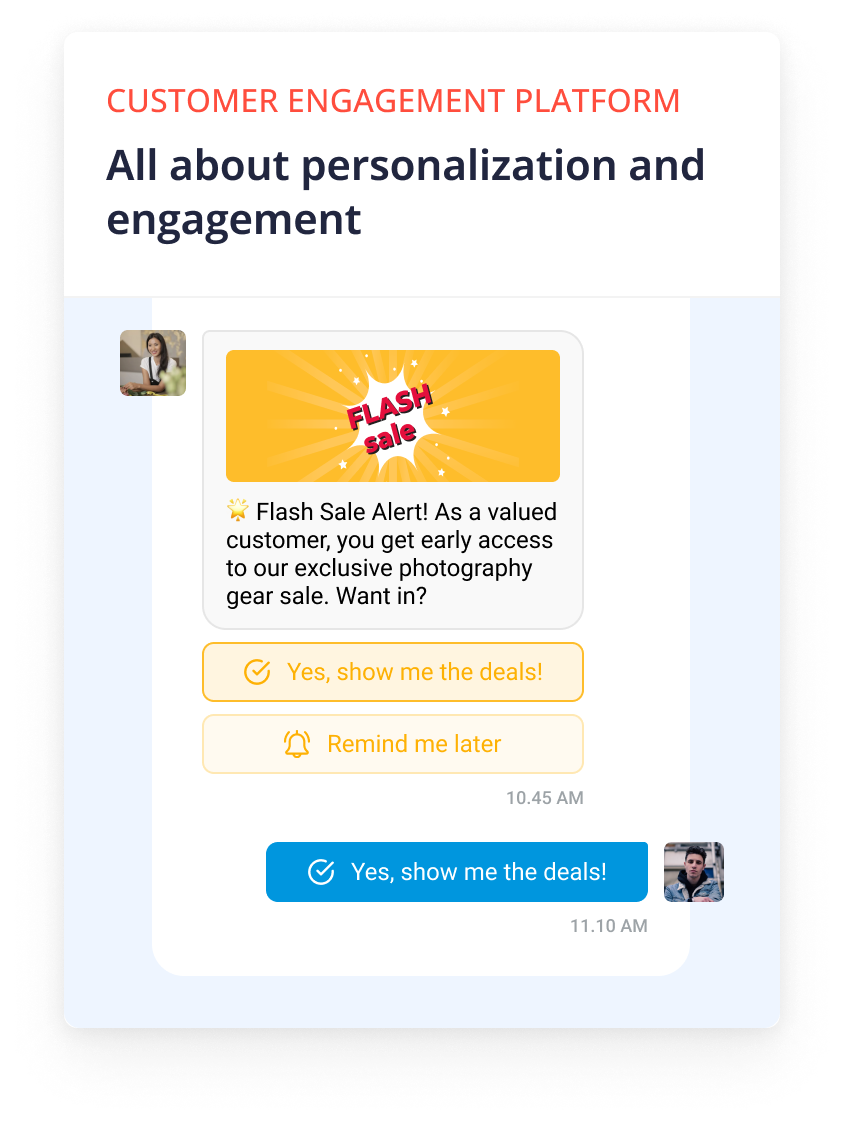 CUSTOMER ENGAGEMENT PLATFORM
All about personalization and
engagement
FLASH
sale
🌟 Flash Sale Alert! As a valued
customer, you get early access
to our exclusive photography
gear sale. Want in?
Yes, show me the deals!
Remind me later
10.45 AM
Yes, show me the deals!
11.10 AM